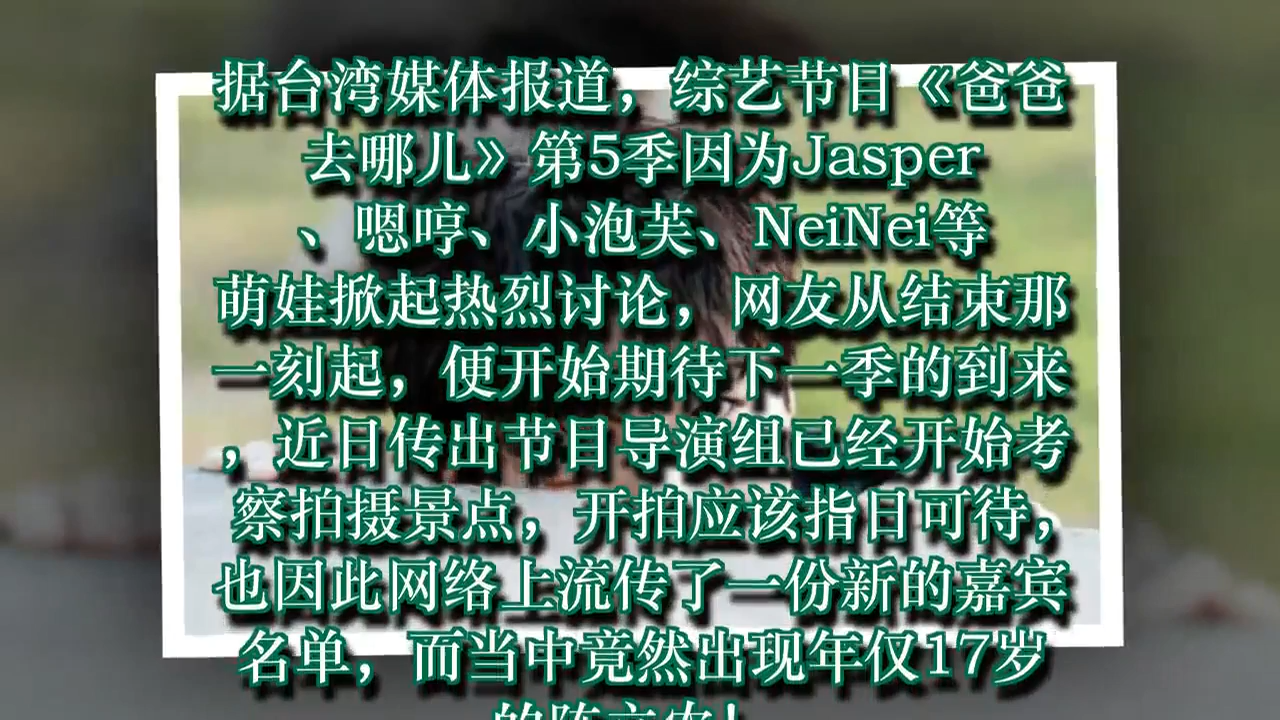 据台湾媒体报道，综艺节目《爸爸
去哪儿》第5季因为Jasper
、嗯哼、小泡芙、NeiNei等
萌娃掀起热烈讨论，网友从结束那
一刻起，便开始期待下一季的到来
，近日传出节目导演组已经开始考
察拍摄景点，开拍应该指日可待，
也因此网络上流传了一份新的嘉宾
名单，而当中竟然出现年仅17岁
的陈立农！